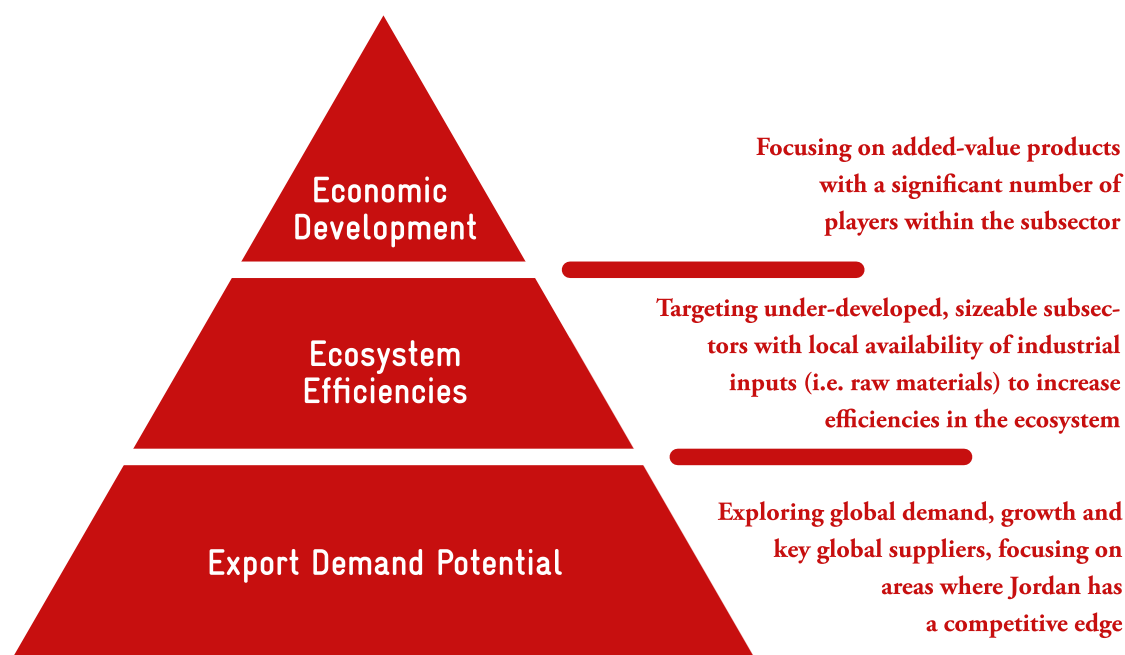 Economic
Development
Focusing on added-value products
with a significant number of
players within the subsector
Ecosystem
Efficiencies
Targeting under-developed, sizeable subsec-
tors with local availability of industrial
inputs (i.e. raw materials) to increase
efficiencies in the ecosystem
Export Demand Potential
Exploring global demand, growth and
key global suppliers, focusing on
areas where Jordan has
a competitive edge